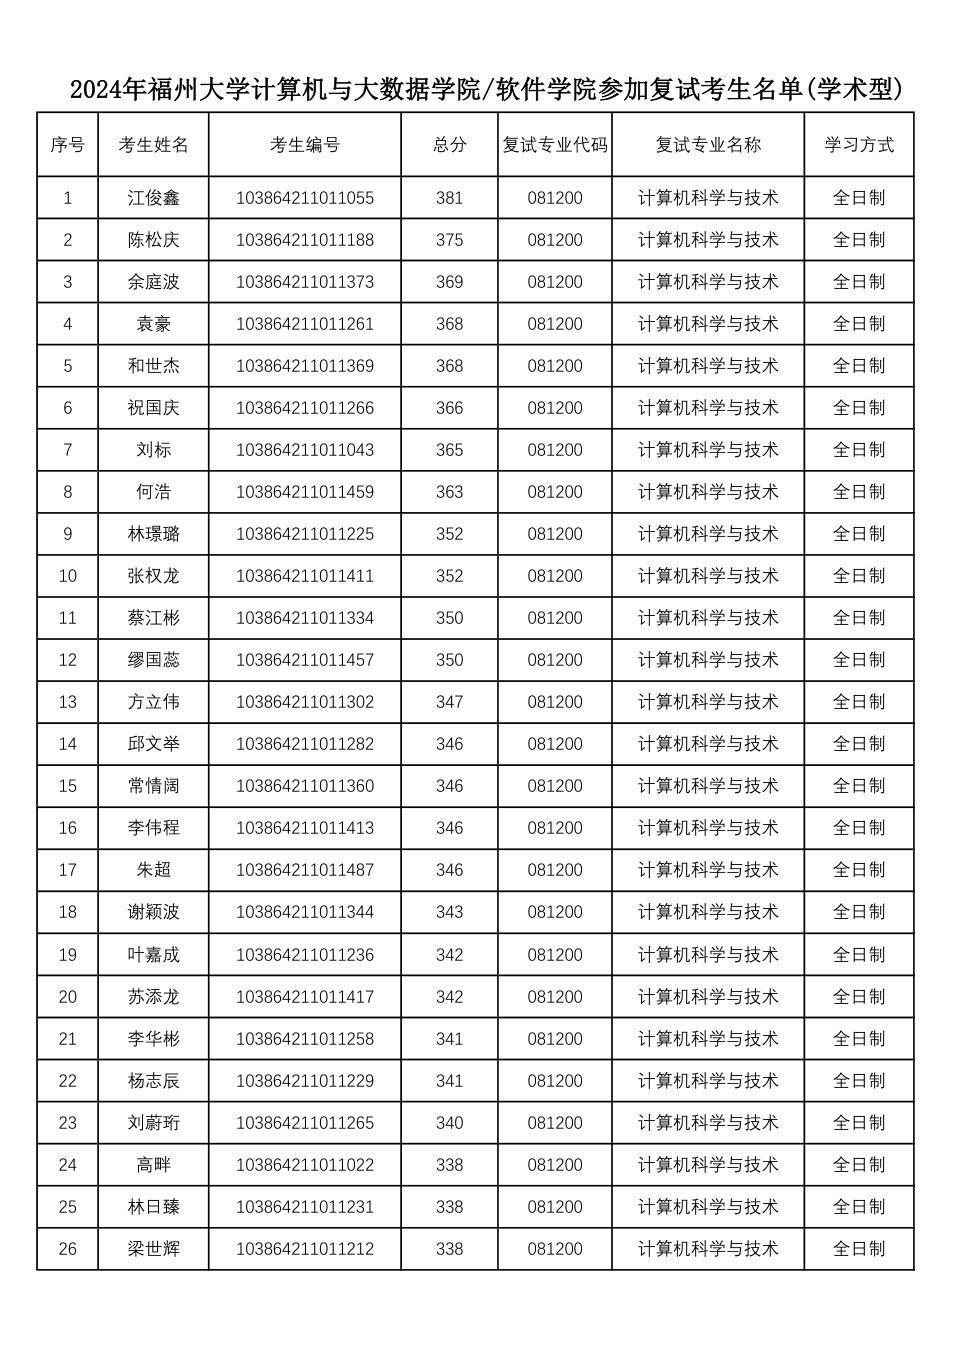 2024年福州大学计算机与大数据学院/软件学院参加复试考生名单(学术型)
序号 考生姓名 考生编号 总分 复试专业代码 复试专业名称 学习方式
1 江俊鑫 103864211011055 381 081200 计算机科学与技术 全日制
2 陈松庆 103864211011188 375 081200 计算机科学与技术 全日制
3 余庭波 103864211011373 369 081200 计算机科学与技术 全日制
4 袁豪 103864211011261 368 081200 计算机科学与技术 全日制
5 和世杰 103864211011369 368 081200 计算机科学与技术 全日制
6 祝国庆 103864211011266 366 081200 计算机科学与技术 全日制
7 刘标 103864211011043 365 081200 计算机科学与技术 全日制
8 何浩 103864211011459 363 081200 计算机科学与技术 全日制
9 林璟璐 103864211011225 352 081200 计算机科学与技术 全日制
10 张权龙 103864211011411 352 081200 计算机科学与技术 全日制
11 蔡江彬 103864211011334 350 081200 计算机科学与技术 全日制
12 缪国蕊 103864211011457 350 081200 计算机科学与技术 全日制
13 方立伟 103864211011302 347 081200 计算机科学与技术 全日制
14 邱文举 103864211011282 346 081200 计算机科学与技术 全日制
15 常情阔 103864211011360 346 081200 计算机科学与技术 全日制
16 李伟程 103864211011413 346 081200 计算机科学与技术 全日制
17 朱超 103864211011487 346 081200 计算机科学与技术 全日制
18 谢颖波 103864211011344 343 081200 计算机科学与技术 全日制
19 叶嘉成 103864211011236 342 081200 计算机科学与技术 全日制
20 苏添龙 103864211011417 342 081200 计算机科学与技术 全日制
21 李华彬 103864211011258 341 081200 计算机科学与技术 全日制
22 杨志辰 103864211011229 341 081200 计算机科学与技术 全日制
23 刘蔚珩 103864211011265 340 081200 计算机科学与技术 全日制
24 高畔 103864211011022 338 081200 计算机科学与技术 全日制
25 林日臻 103864211011231 338 081200 计算机科学与技术 全日制
26 梁世辉 103864211011212 338 081200 计算机科学与技术 全日制